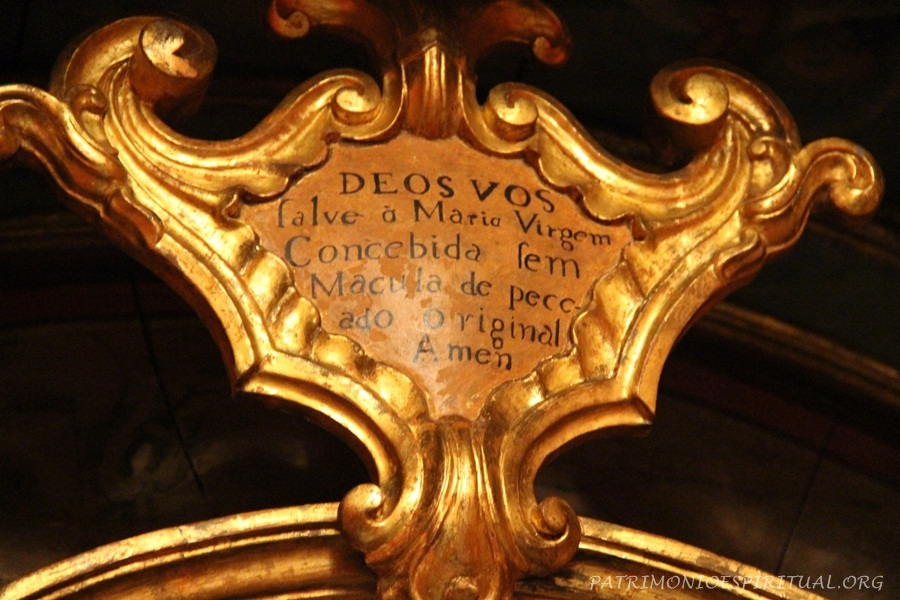 DEOS VOS
ſalve ó Maria Virgem
Concebida ſem
Macula de pecc-
ado original
Amen
PATRIMONIOESPIRITUAL.ORG